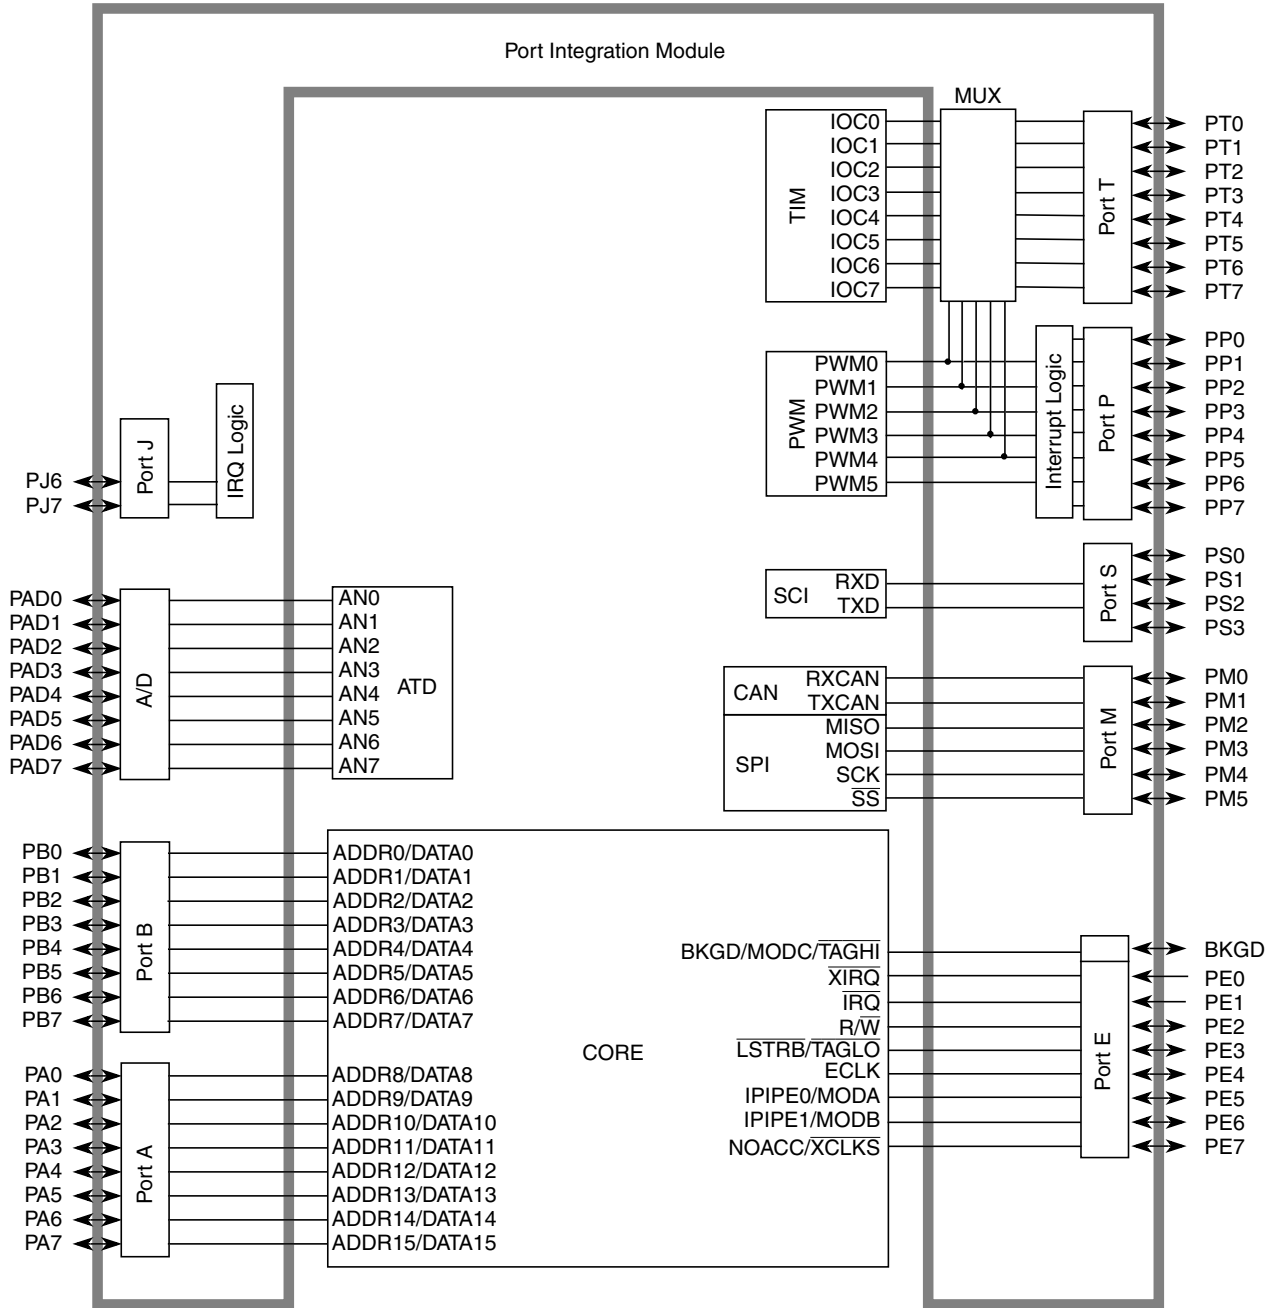 Port Integration Module
MUX
TIM
IOC0
IOC1
IOC2
IOC3
IOC4
IOC5
IOC6
IOC7
Port T
PT0
PT1
PT2
PT3
PT4
PT5
PT6
PT7
PWM
PWM0
PWM1
PWM2
PWM3
PWM4
PWM5
Interrupt Logic
Port P
PP0
PP1
PP2
PP3
PP4
PP5
PP6
PP7
PJ6
PJ7
Port J
IRQ Logic
SCI
RXD
TXD
Port S
PS0
PS1
PS2
PS3
PAD0
PAD1
PAD2
PAD3
PAD4
PAD5
PAD6
PAD7
A/D
AN0
AN1
AN2
AN3
AN4
AN5
AN6
AN7
ATD
CAN
RXCAN
TXCAN
SPI
MISO
MOSI
SCK
SS
Port M
PM0
PM1
PM2
PM3
PM4
PM5
PB0
PB1
PB2
PB3
PB4
PB5
PB6
PB7
Port B
ADDR0/DATA0
ADDR1/DATA1
ADDR2/DATA2
ADDR3/DATA3
ADDR4/DATA4
ADDR5/DATA5
ADDR6/DATA6
ADDR7/DATA7
PA0
PA1
PA2
PA3
PA4
PA5
PA6
PA7
Port A
ADDR8/DATA8
ADDR9/DATA9
ADDR10/DATA10
ADDR11/DATA11
ADDR12/DATA12
ADDR13/DATA13
ADDR14/DATA14
ADDR15/DATA15
CORE
BKGD/MODC/TAGHI
XIRQ
IRQ
R/W
LSTRB/TAGLO
ECLK
IPIPE0/MODA
IPIPE1/MODB
NOACC/XCLKS
Port E
BKGD
PE0
PE1
PE2
PE3
PE4
PE5
PE6
PE7